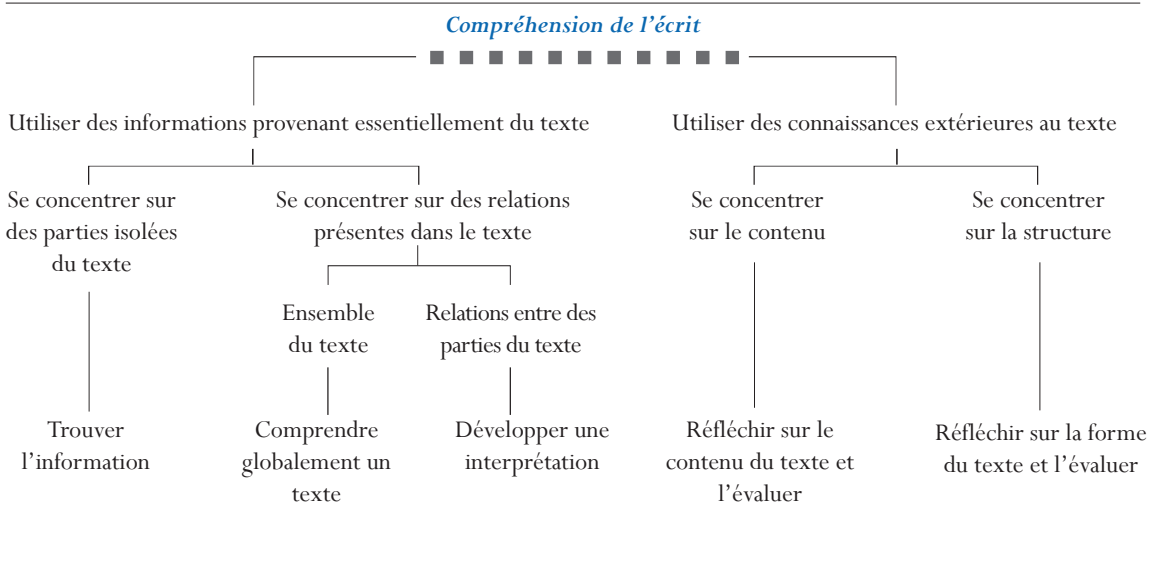 Compréhension de l’écrit
Utiliser des informations provenant essentiellement du texte
Utiliser des connaissances extérieures au texte
Se concentrer sur
des parties isolées
du texte
Se concentrer sur des relations
présentes dans le texte
Se concentrer
sur le contenu
Se concentrer
sur la structure
Ensemble
du texte
Relations entre des
parties du texte
Trouver
l’information
Comprendre
globalement un
texte
Développer une
interprétation
Réfléchir sur le
contenu du texte et
l’évaluer
Réfléchir sur la forme
du texte et l’évaluer